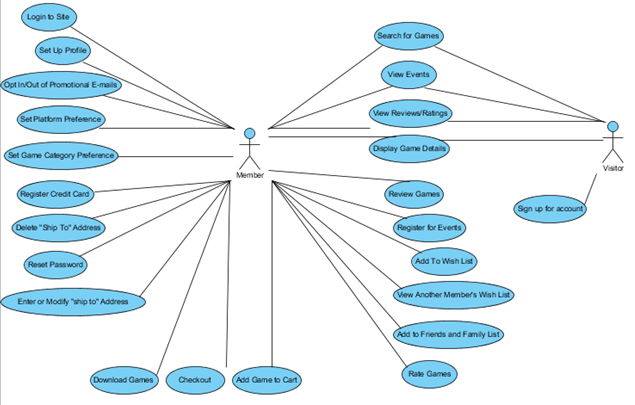 Login to Site
Set Up Profile
Opt In/Out of Promotional E-mails
Set Platform Preference
Set Game Category Preference
Register Credit Card
Delete "Ship To" Address
Reset Password
Enter or Modify "ship to" Address
Download Games
Checkout
Add Game to Cart
Member
Search for Games
View Events
View Reviews/Ratings
Display Game Details
Review Games
Register for Events
Add To Wish List
View Another Member's Wish List
Add to Friends and Family List
Rate Games
Visitor
Sign up for account